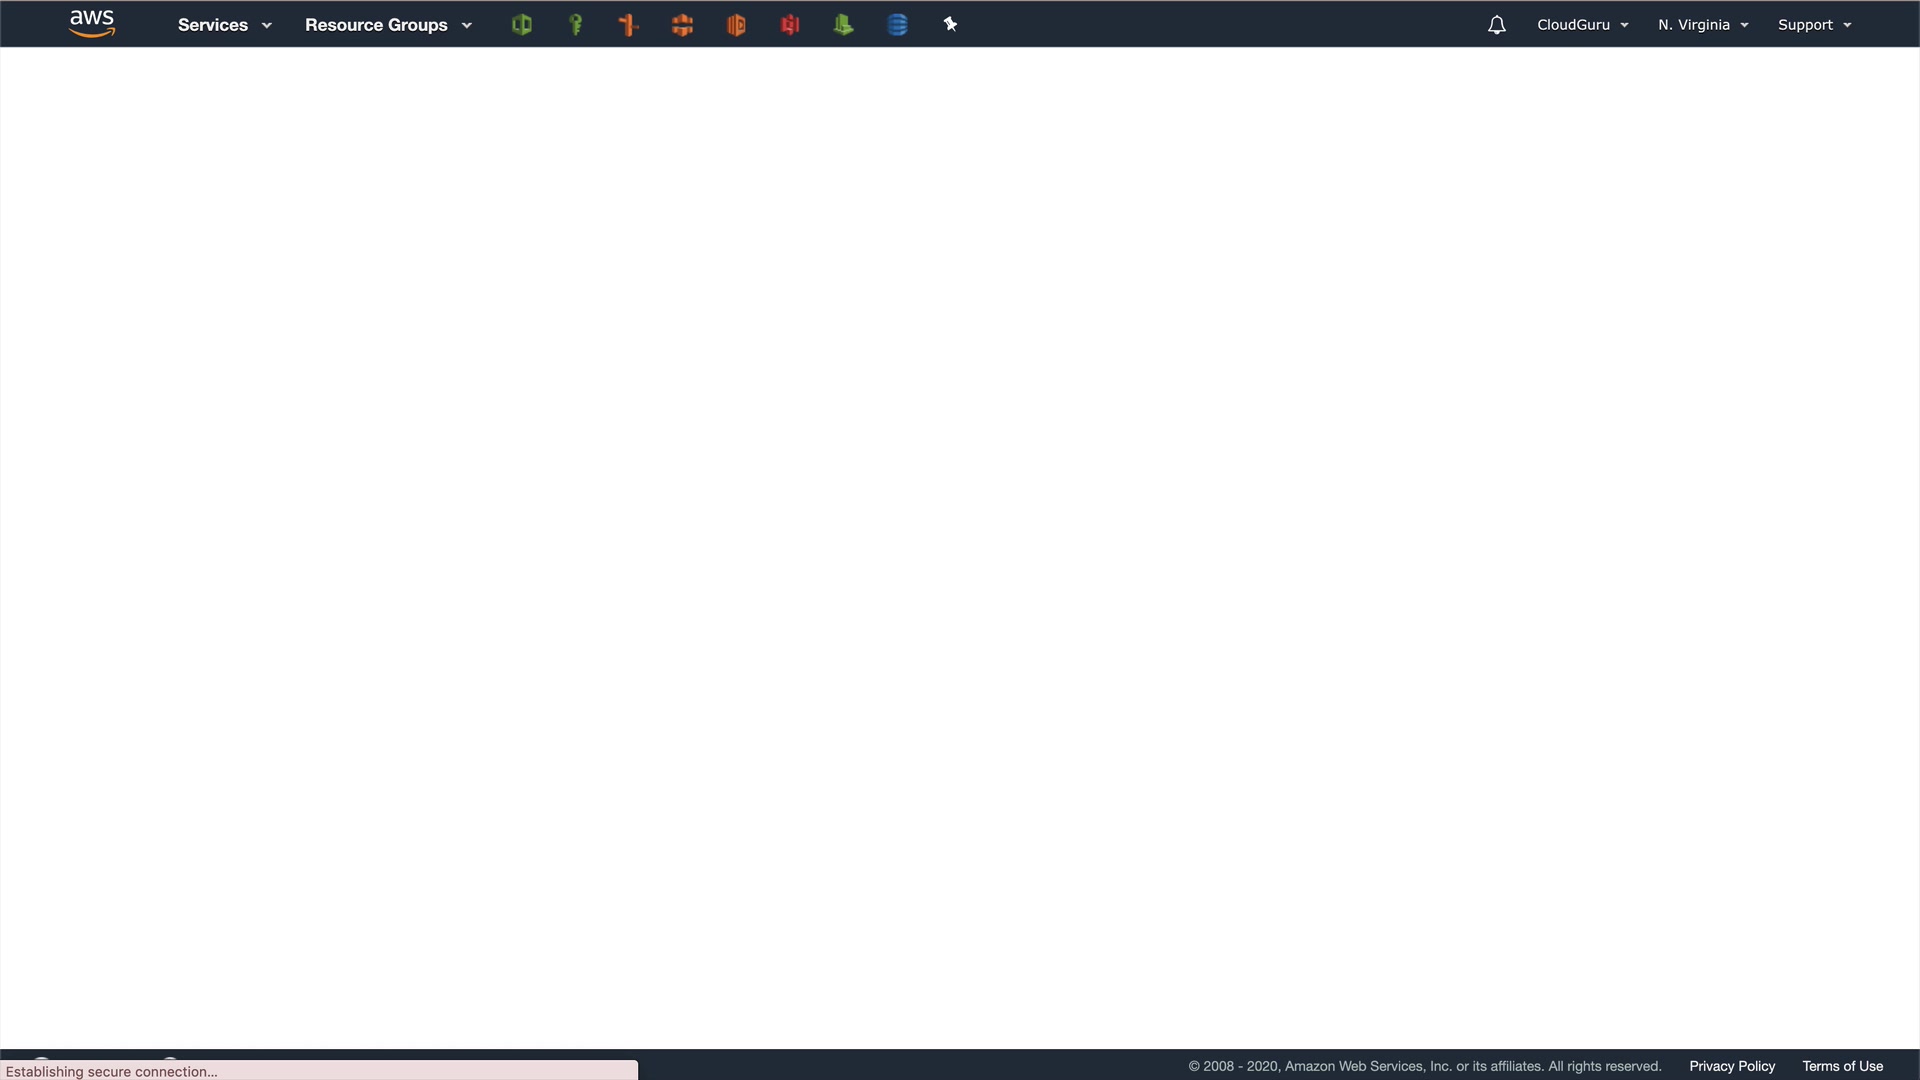 aws Services Resource Groups CloudGuru N. Virginia Support
Establishing secure connection... © 2008 - 2020, Amazon Web Services, Inc. or its affiliates. All rights reserved. Privacy Policy Terms of Use